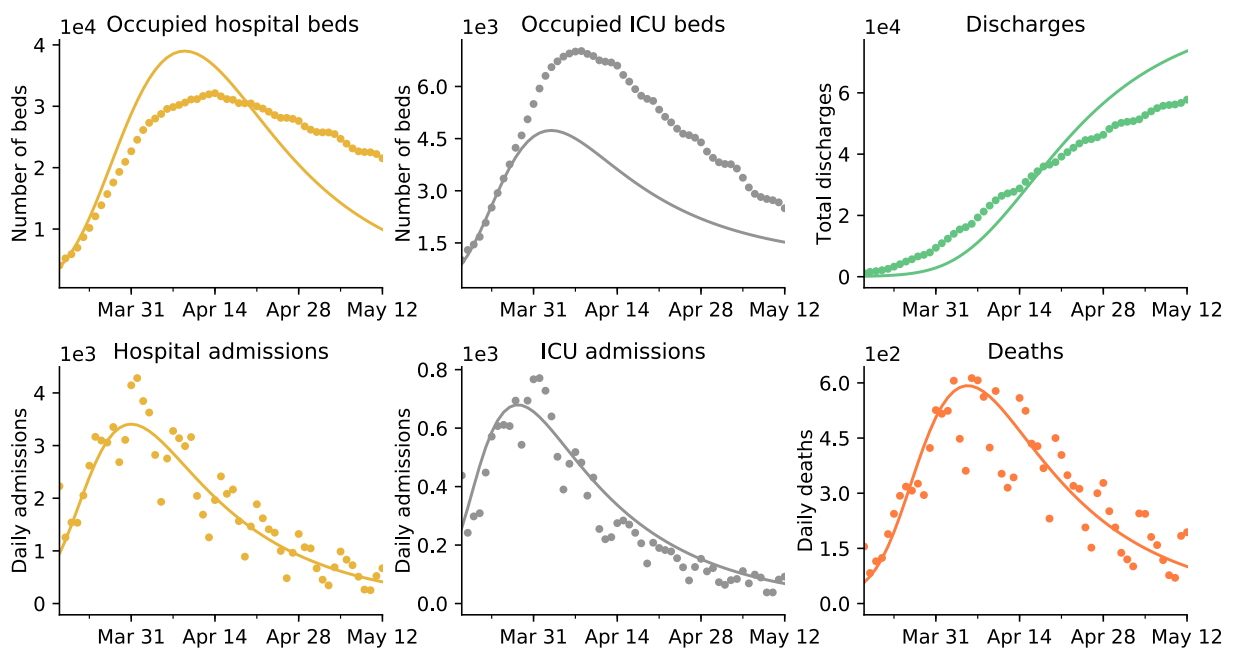 1e4 Occupied hospital beds
Number of beds
4
3
2
1
Mar 31 Apr 14 Apr 28 May 12
1e3 Occupied ICU beds
Number of beds
6.0
4.5
3.0
1.5
Mar 31 Apr 14 Apr 28 May 12
1e4 Discharges
Total discharges
6
4
2
0
Mar 31 Apr 14 Apr 28 May 12
1e3 Hospital admissions
Daily admissions
4
3
2
1
0
Mar 31 Apr 14 Apr 28 May 12
1e3 ICU admissions
Daily admissions
0.8
0.6
0.4
0.2
0.0
Mar 31 Apr 14 Apr 28 May 12
1e2 Deaths
Daily deaths
6.0
4.5
3.0
1.5
0.0
Mar 31 Apr 14 Apr 28 May 12